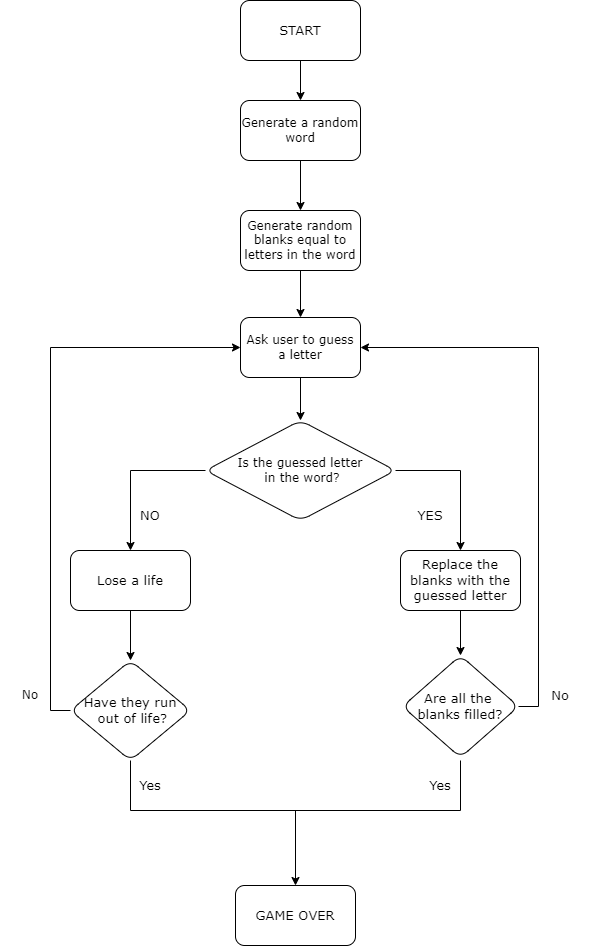 START
Generate a random
word
Generate random
blanks equal to
letters in the word
Ask user to guess
a letter
Is the guessed letter
in the word?
NO
YES
Lose a life
Replace the
blanks with the
guessed letter
Have they run
out of life?
Are all the
blanks filled?
No
No
Yes
Yes
GAME OVER